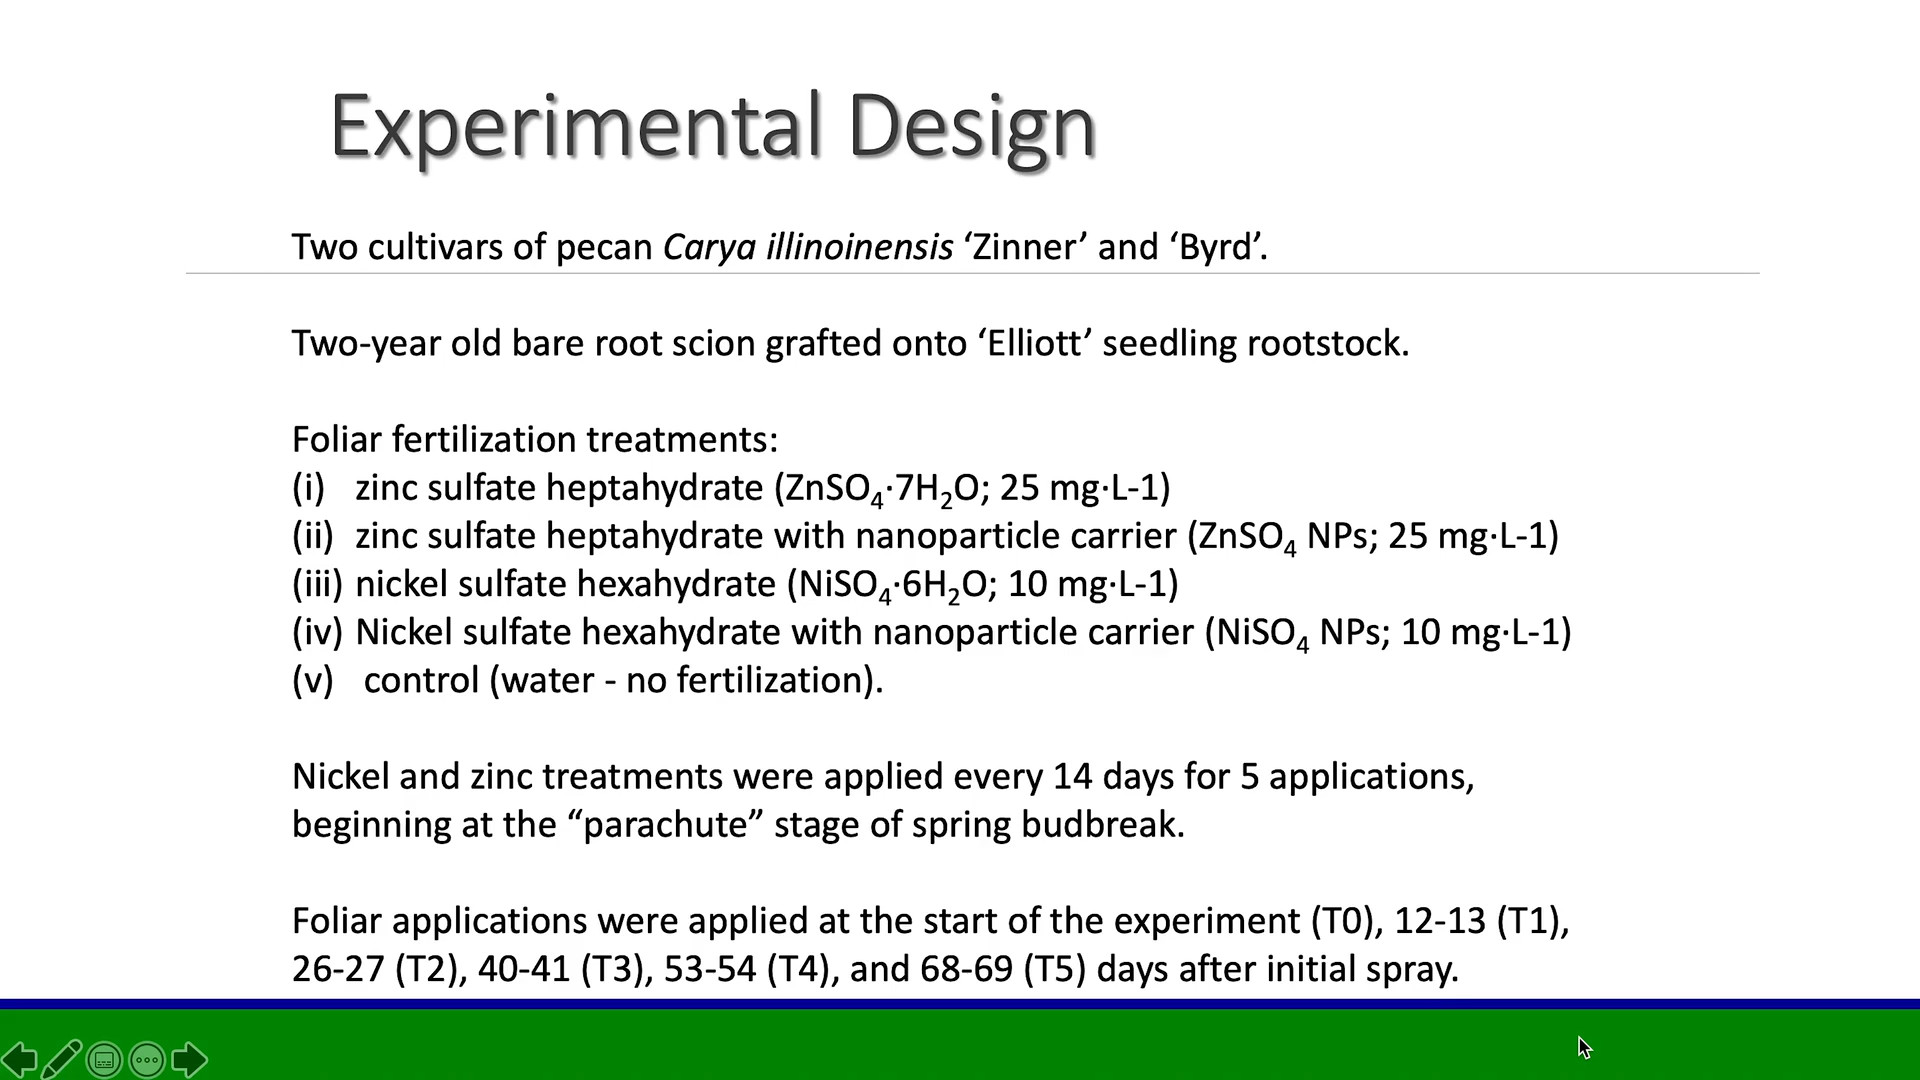 Experimental Design
Two cultivars of pecan Carya illinoinensis ‘Zinner’ and ‘Byrd’.
Two-year old bare root scion grafted onto ‘Elliott’ seedling rootstock.
Foliar fertilization treatments:
(i) zinc sulfate heptahydrate (ZnSO₄·7H₂O; 25 mg·L-1)
(ii) zinc sulfate heptahydrate with nanoparticle carrier (ZnSO₄ NPs; 25 mg·L-1)
(iii) nickel sulfate hexahydrate (NiSO₄·6H₂O; 10 mg·L-1)
(iv) Nickel sulfate hexahydrate with nanoparticle carrier (NiSO₄ NPs; 10 mg·L-1)
(v) control (water - no fertilization).
Nickel and zinc treatments were applied every 14 days for 5 applications,
beginning at the “parachute” stage of spring budbreak.
Foliar applications were applied at the start of the experiment (T0), 12-13 (T1),
26-27 (T2), 40-41 (T3), 53-54 (T4), and 68-69 (T5) days after initial spray.